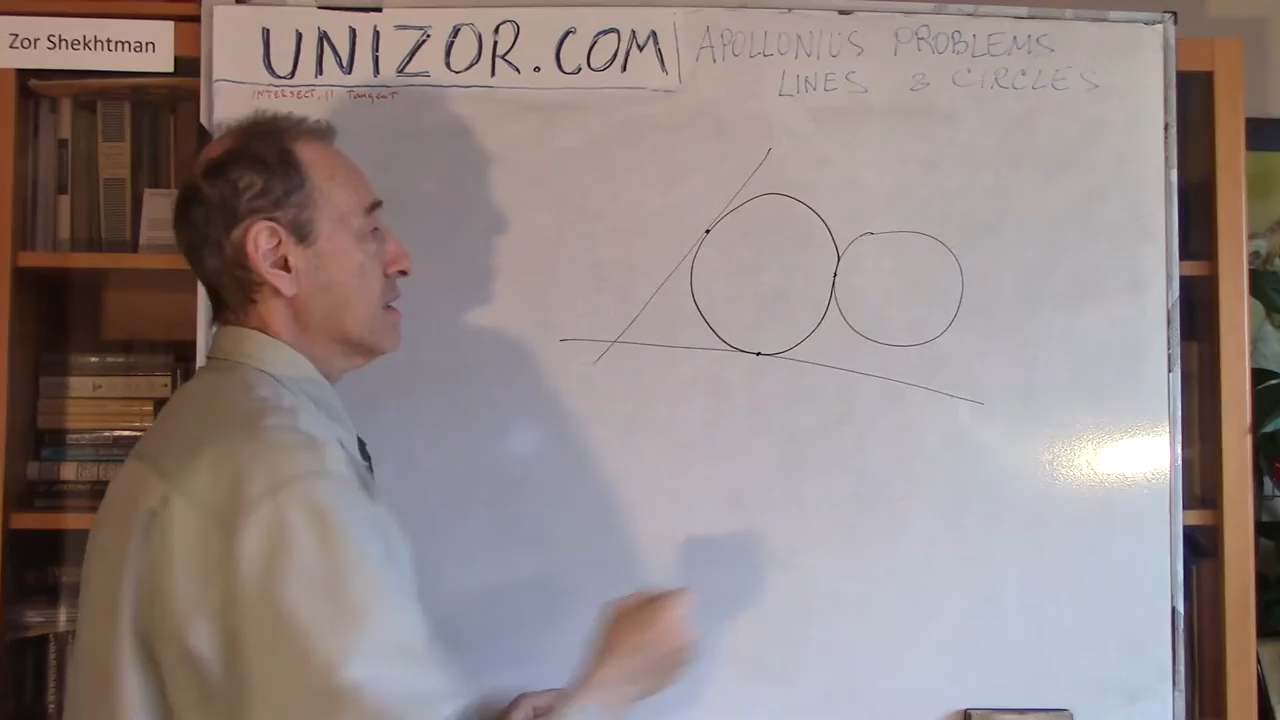 Zor Shekhtman
UNIZOR.COM
APOLLONIUS PROBLEMS
LINES & CIRCLES
INTERSECT, || Tangent